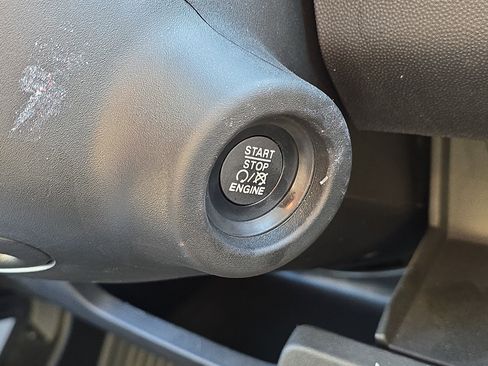 START
STOP
/
ENGINE